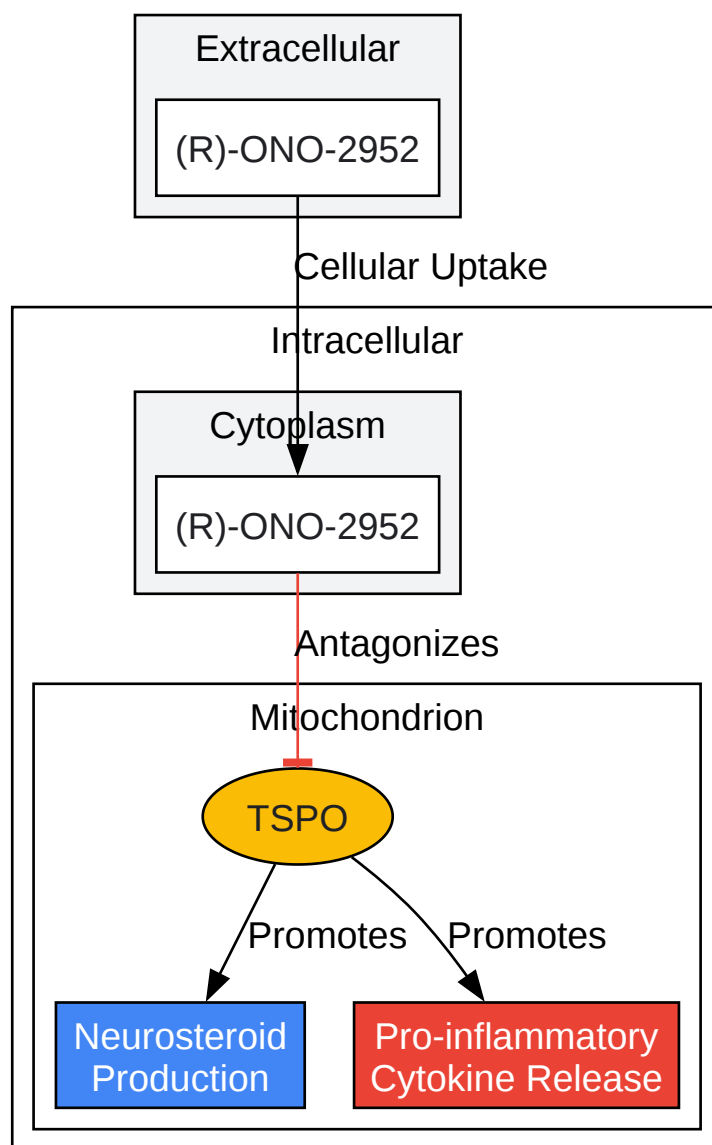 Extracellular
(R)-ONO-2952
Cellular Uptake
Intracellular
Cytoplasm
(R)-ONO-2952
Antagonizes
Mitochondrion
TSPO
Promotes
Promotes
Neurosteroid
Production
Pro-inflammatory
Cytokine Release